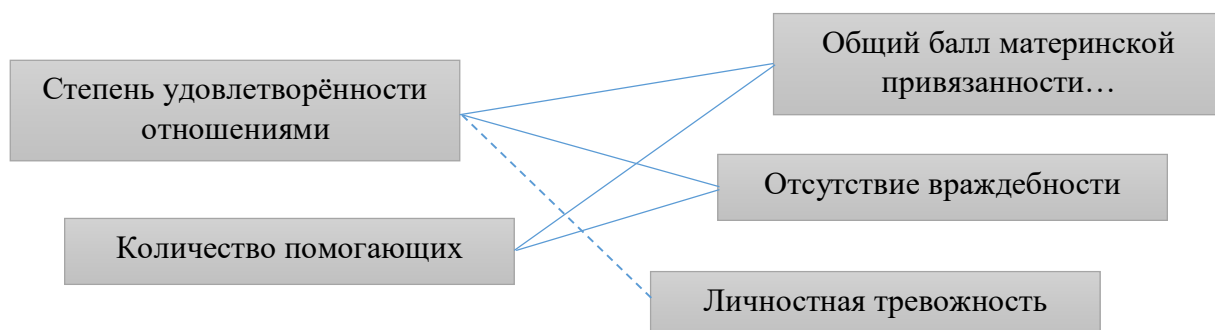 Степень удовлетворённости
отношениями
Количество помогающих
Общий балл материнской
привязанности…
Отсутствие враждебности
Личностная тревожность